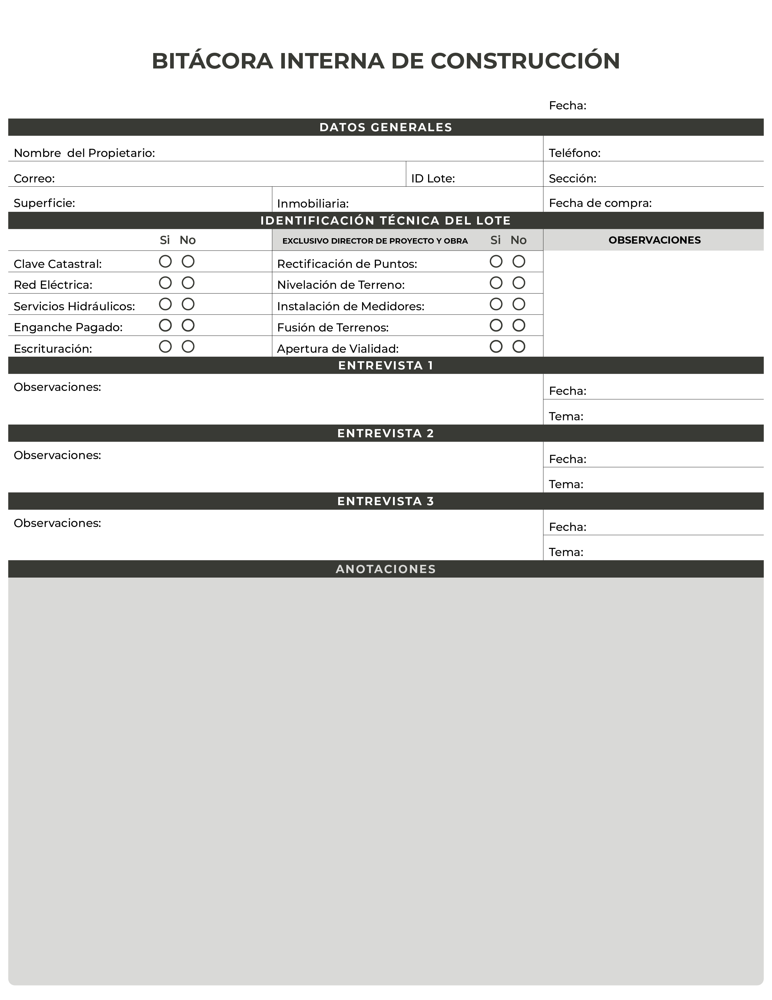 BITÁCORA INTERNA DE CONSTRUCCIÓN
Fecha:
DATOS GENERALES
Nombre  del Propietario:
Teléfono:
Correo:
ID Lote:
Sección:
Superficie:
Inmobiliaria:
Fecha de compra:
IDENTIFICACIÓN TÉCNICA DEL LOTE
Si No
EXCLUSIVO DIRECTOR DE PROYECTO Y OBRA Si No
OBSERVACIONES
Clave Catastral:
Rectificación de Puntos:
Red Eléctrica:
Nivelación de Terreno:
Servicios Hidráulicos:
Instalación de Medidores:
Enganche Pagado:
Fusión de Terrenos:
Escrituración:
Apertura de Vialidad:
ENTREVISTA 1
Observaciones:
Fecha:
Tema:
ENTREVISTA 2
Observaciones:
Fecha:
Tema:
ENTREVISTA 3
Observaciones:
Fecha:
Tema:
ANOTACIONES